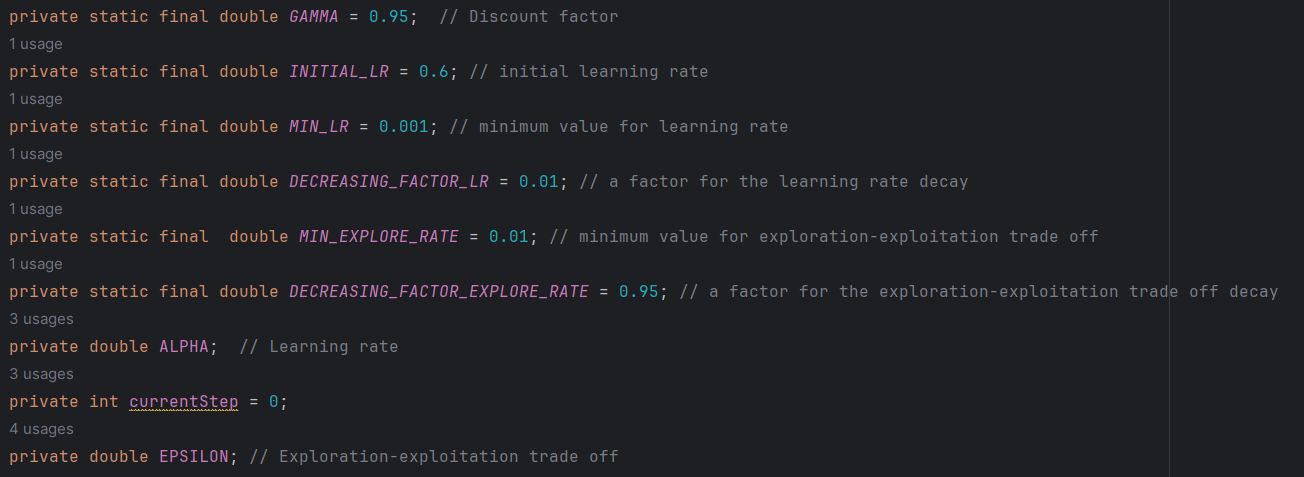 private static final double GAMMA = 0.95;  // Discount factor
1 usage
private static final double INITIAL_LR = 0.6; // initial learning rate
1 usage
private static final double MIN_LR = 0.001; // minimum value for learning rate
1 usage
private static final double DECREASING_FACTOR_LR = 0.01; // a factor for the learning rate decay
1 usage
private static final  double MIN_EXPLORE_RATE = 0.01; // minimum value for exploration-exploitation trade off
1 usage
private static final double DECREASING_FACTOR_EXPLORE_RATE = 0.95; // a factor for the exploration-exploitation trade off decay
3 usages
private double ALPHA;  // Learning rate
3 usages
private int currentStep = 0;
4 usages
private double EPSILON; // Exploration-exploitation trade off